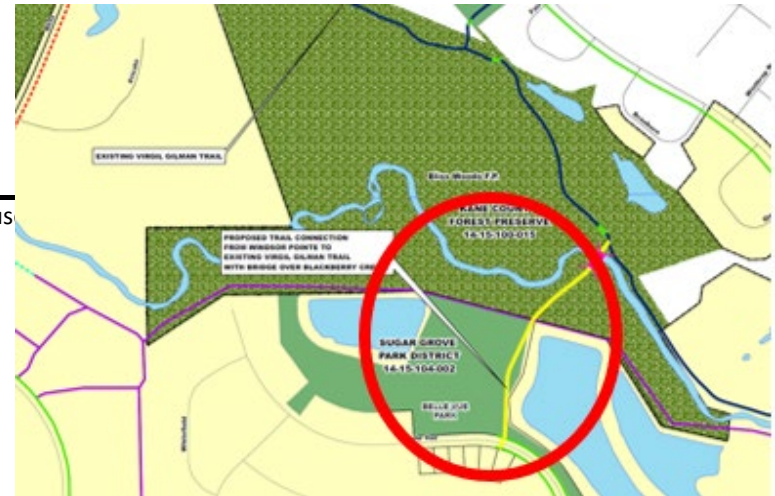 EXISTING VIRGIL GILMAN TRAIL
Bliss Woods F.P.
KANE COUNTY
FOREST PRESERVE
14-15-100-015
PROPOSED TRAIL CONNECTION
FROM WINDSOR POINTE TO
EXISTING VIRGIL GILMAN TRAIL
WITH BRIDGE OVER BLACKBERRY CRE
SUGAR GROVE
PARK DISTRICT
14-15-104-002
BELLE VUE
PARK